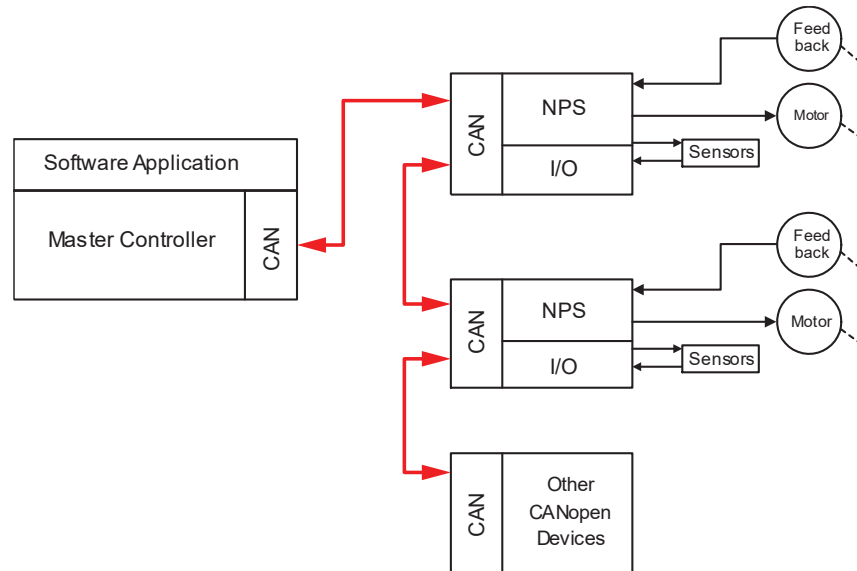 Software Application
Master Controller
CAN
CAN
NPS
I/O
Feed
back
Motor
Sensors
CAN
NPS
I/O
Feed
back
Motor
Sensors
CAN
Other
CANopen
Devices